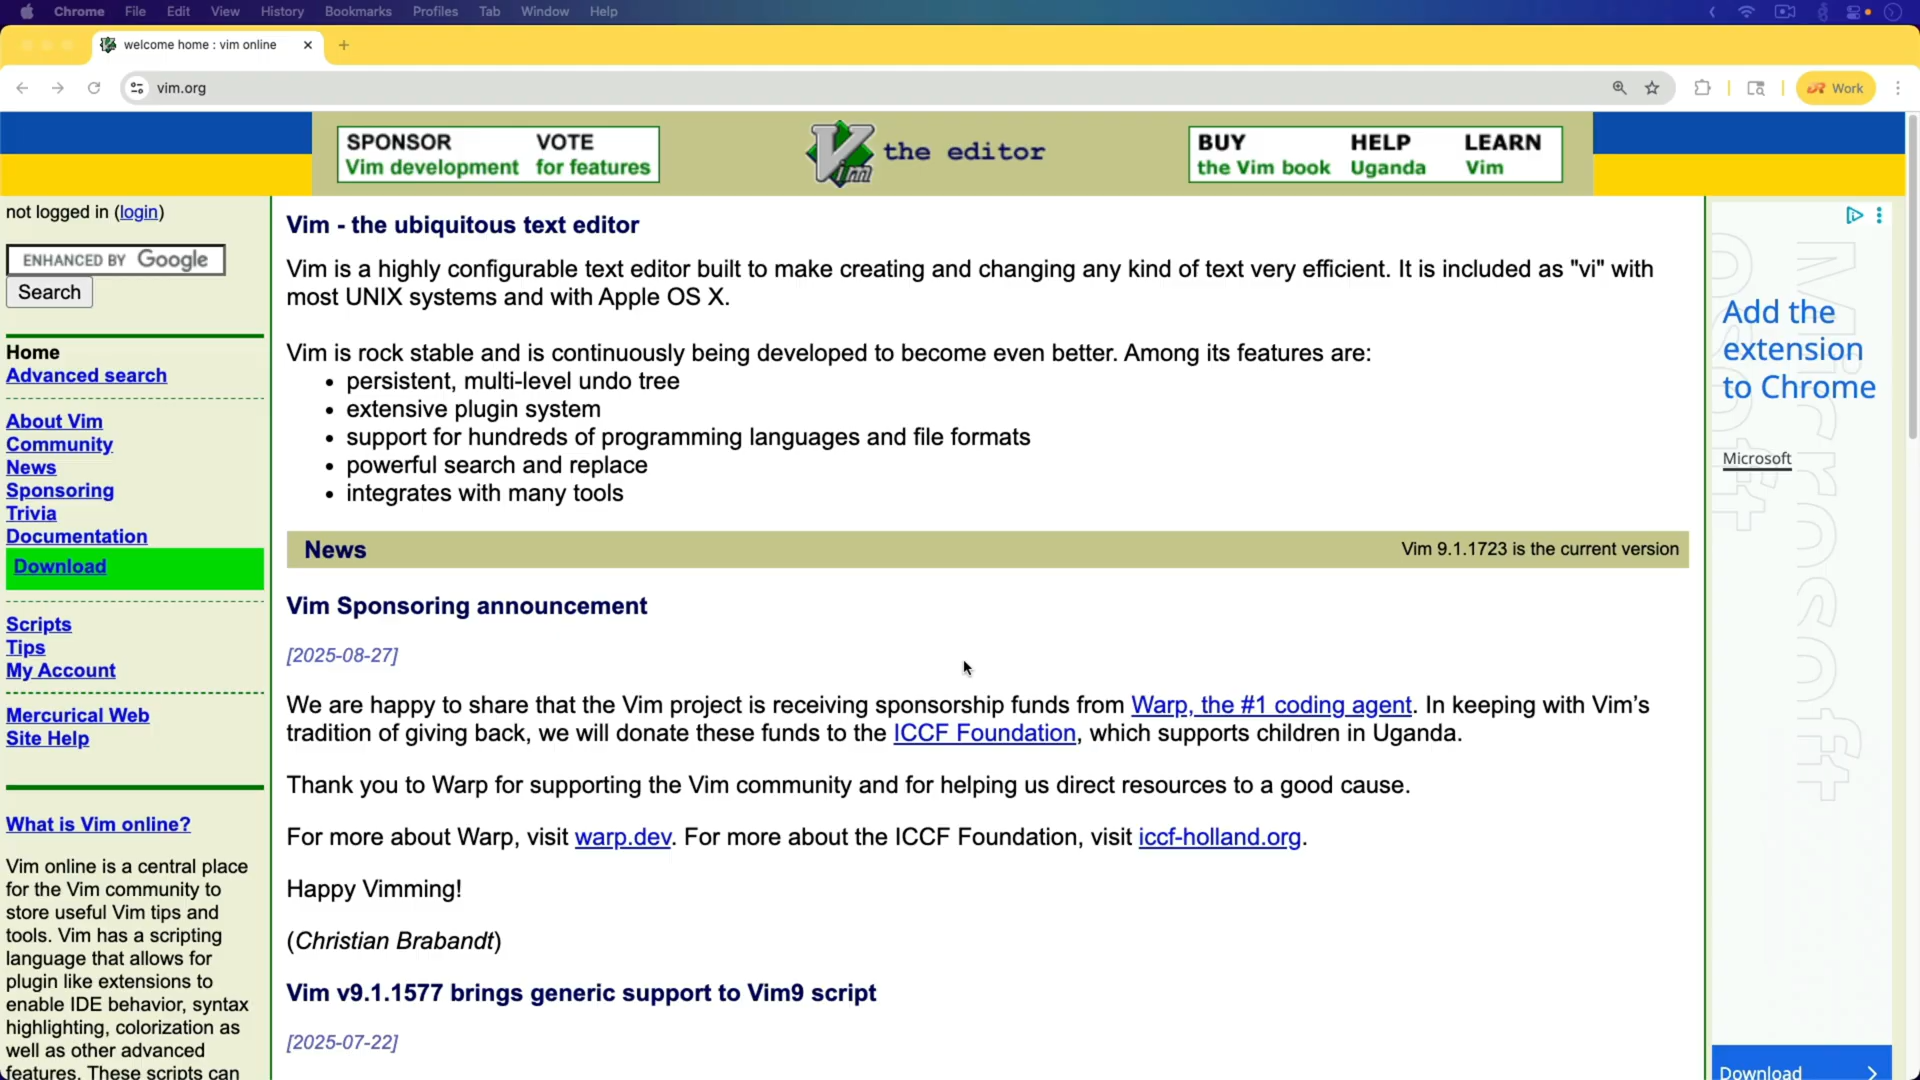 Chrome File Edit View History Bookmarks Profiles Tab Window Help
welcome home : vim online
vim.org
Work
SPONSOR VOTE
Vim development for features
Vim the editor
BUY HELP LEARN
the Vim book Uganda Vim
not logged in (login)
ENHANCED BY Google
Search
Home
Advanced search
About Vim
Community
News
Sponsoring
Trivia
Documentation
Download
Scripts
Tips
My Account
Mercurical Web
Site Help
What is Vim online?
Vim online is a central place
for the Vim community to
store useful Vim tips and
tools. Vim has a scripting
language that allows for
plugin like extensions to
enable IDE behavior, syntax
highlighting, colorization as
well as other advanced
features. These scripts can
Vim - the ubiquitous text editor
Vim is a highly configurable text editor built to make creating and changing any kind of text very efficient. It is included as "vi" with
most UNIX systems and with Apple OS X.
Vim is rock stable and is continuously being developed to become even better. Among its features are:
• persistent, multi-level undo tree
• extensive plugin system
• support for hundreds of programming languages and file formats
• powerful search and replace
• integrates with many tools
News
Vim 9.1.1723 is the current version
Vim Sponsoring announcement
[2025-08-27]
We are happy to share that the Vim project is receiving sponsorship funds from Warp, the #1 coding agent. In keeping with Vim’s
tradition of giving back, we will donate these funds to the ICCF Foundation, which supports children in Uganda.
Thank you to Warp for supporting the Vim community and for helping us direct resources to a good cause.
For more about Warp, visit warp.dev. For more about the ICCF Foundation, visit iccf-holland.org.
Happy Vimming!
(Christian Brabandt)
Vim v9.1.1577 brings generic support to Vim9 script
[2025-07-22]
Add the
extension
to Chrome
Microsoft
Microsoft
Download